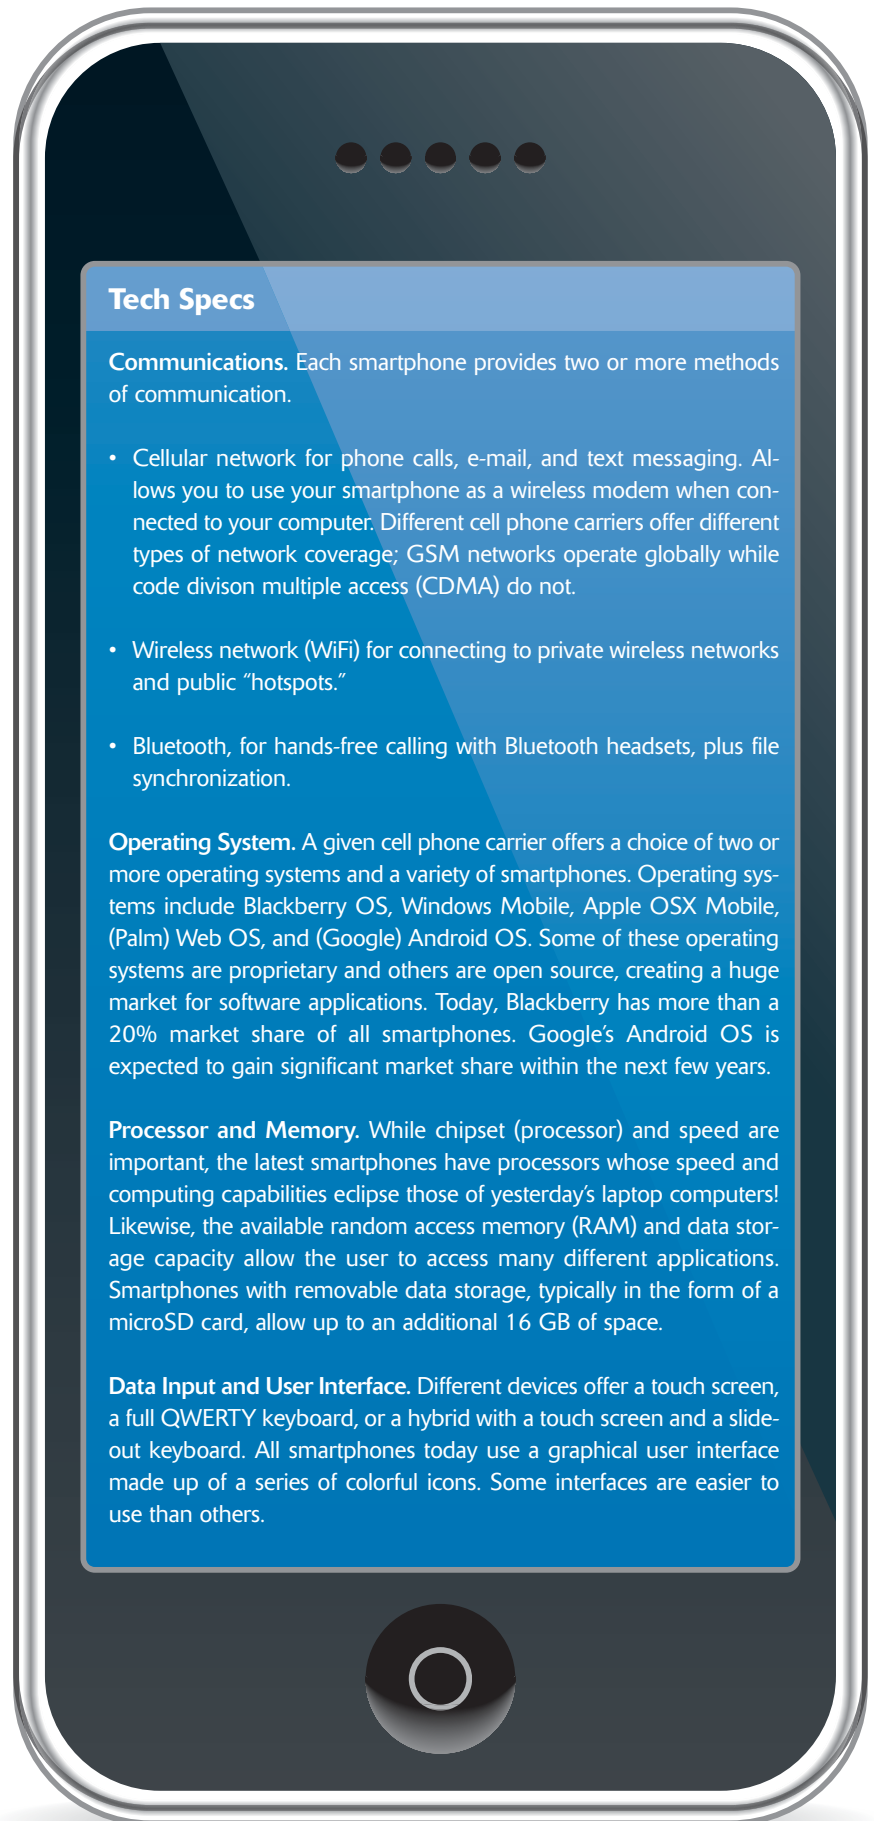 Tech Specs
Communications. Each smartphone provides two or more methods
of communication.
• Cellular network for phone calls, e-mail, and text messaging. Al-
lows you to use your smartphone as a wireless modem when con-
nected to your computer. Different cell phone carriers offer different
types of network coverage; GSM networks operate globally while
code divison multiple access (CDMA) do not.
• Wireless network (WiFi) for connecting to private wireless networks
and public “hotspots.”
• Bluetooth, for hands-free calling with Bluetooth headsets, plus file
synchronization.
Operating System. A given cell phone carrier offers a choice of two or
more operating systems and a variety of smartphones. Operating sys-
tems include Blackberry OS, Windows Mobile, Apple OSX Mobile,
(Palm) Web OS, and (Google) Android OS. Some of these operating
systems are proprietary and others are open source, creating a huge
market for software applications. Today, Blackberry has more than a
20% market share of all smartphones. Google’s Android OS is
expected to gain significant market share within the next few years.
Processor and Memory. While chipset (processor) and speed are
important, the latest smartphones have processors whose speed and
computing capabilities eclipse those of yesterday’s laptop computers!
Likewise, the available random access memory (RAM) and data stor-
age capacity allow the user to access many different applications.
Smartphones with removable data storage, typically in the form of a
microSD card, allow up to an additional 16 GB of space.
Data Input and User Interface. Different devices offer a touch screen,
a full QWERTY keyboard, or a hybrid with a touch screen and a slide-
out keyboard. All smartphones today use a graphical user interface
made up of a series of colorful icons. Some interfaces are easier to
use than others.